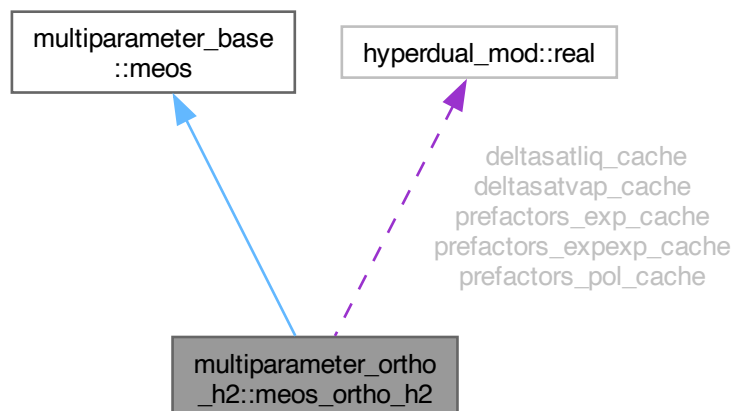 multiparameter_base
::meos
hyperdual_mod::real
deltasatliq_cache
deltasatvap_cache
prefactors_exp_cache
prefactors_expexp_cache
prefactors_pol_cache
multiparameter_ortho
_h2::meos_ortho_h2